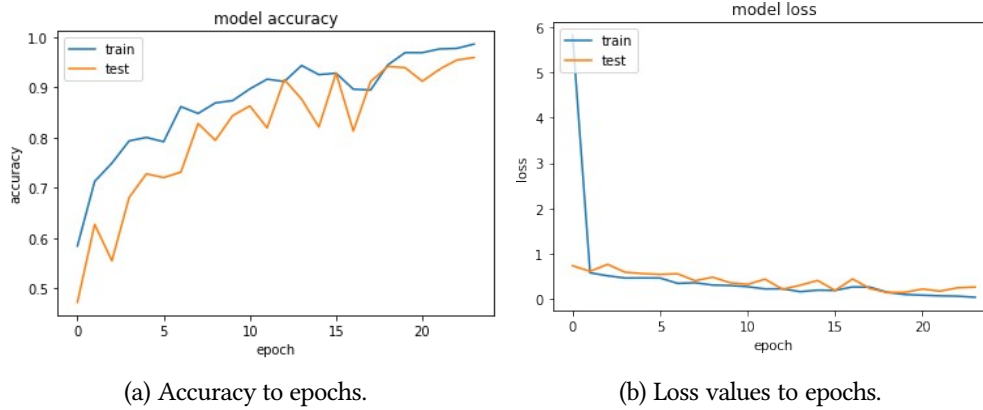 model accuracy
1.0
0.9
0.8
0.7
0.6
0.5
accuracy
train
test
0
5
10
15
20
epoch
(a) Accuracy to epochs.
model loss
6
5
4
3
2
1
0
loss
train
test
0
5
10
15
20
epoch
(b) Loss values to epochs.